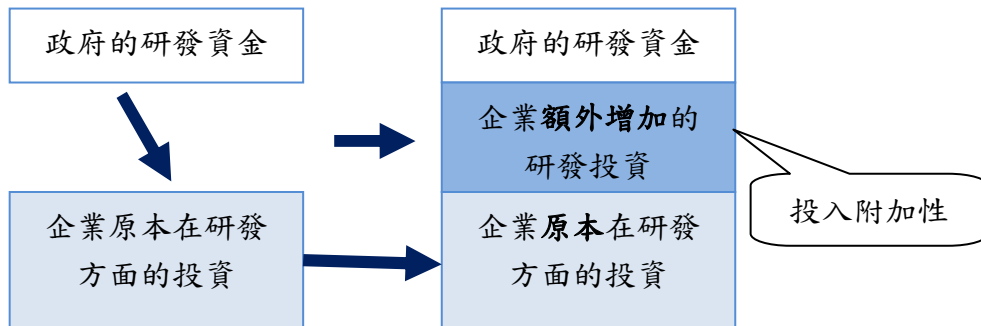 政府的研發資金
企業原本在研發
方面的投資
政府的研發資金
企業額外增加的
研發投資
企業原本在研發
方面的投資
投入附加性